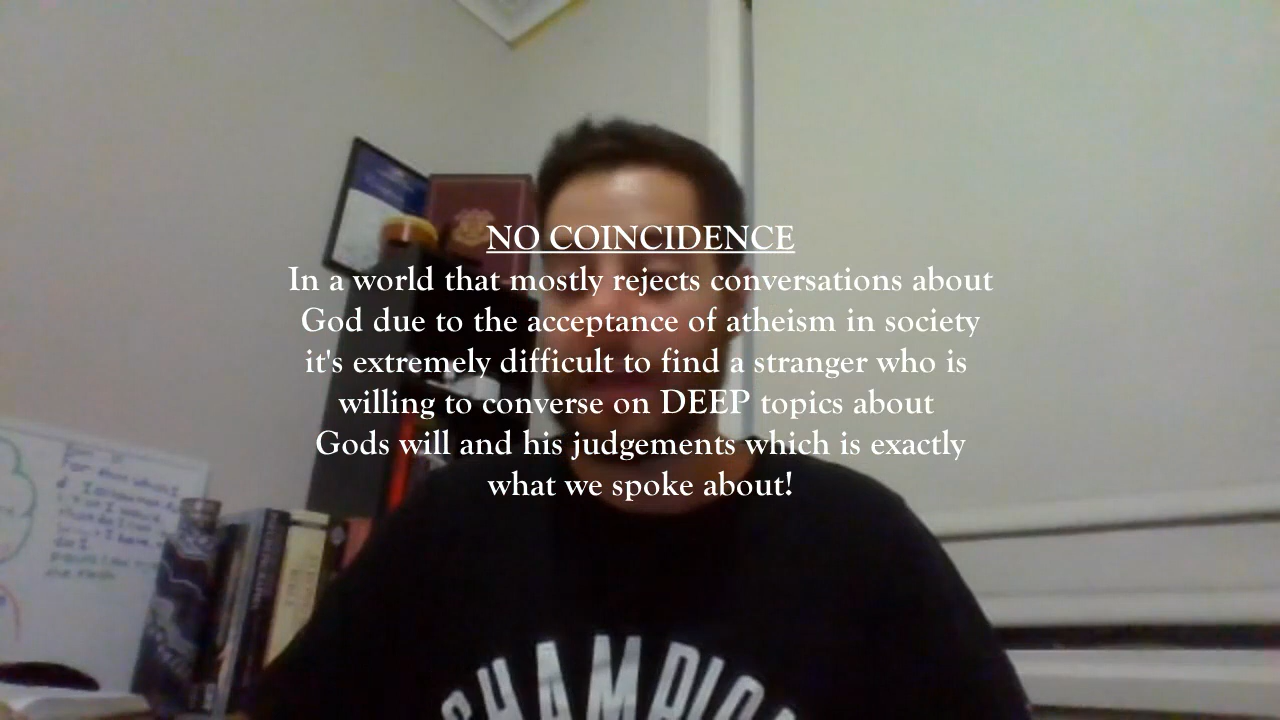 NO COINCIDENCE
In a world that mostly rejects conversations about
God due to the acceptance of atheism in society
it's extremely difficult to find a stranger who is
willing to converse on DEEP topics about
Gods will and his judgements which is exactly
what we spoke about!